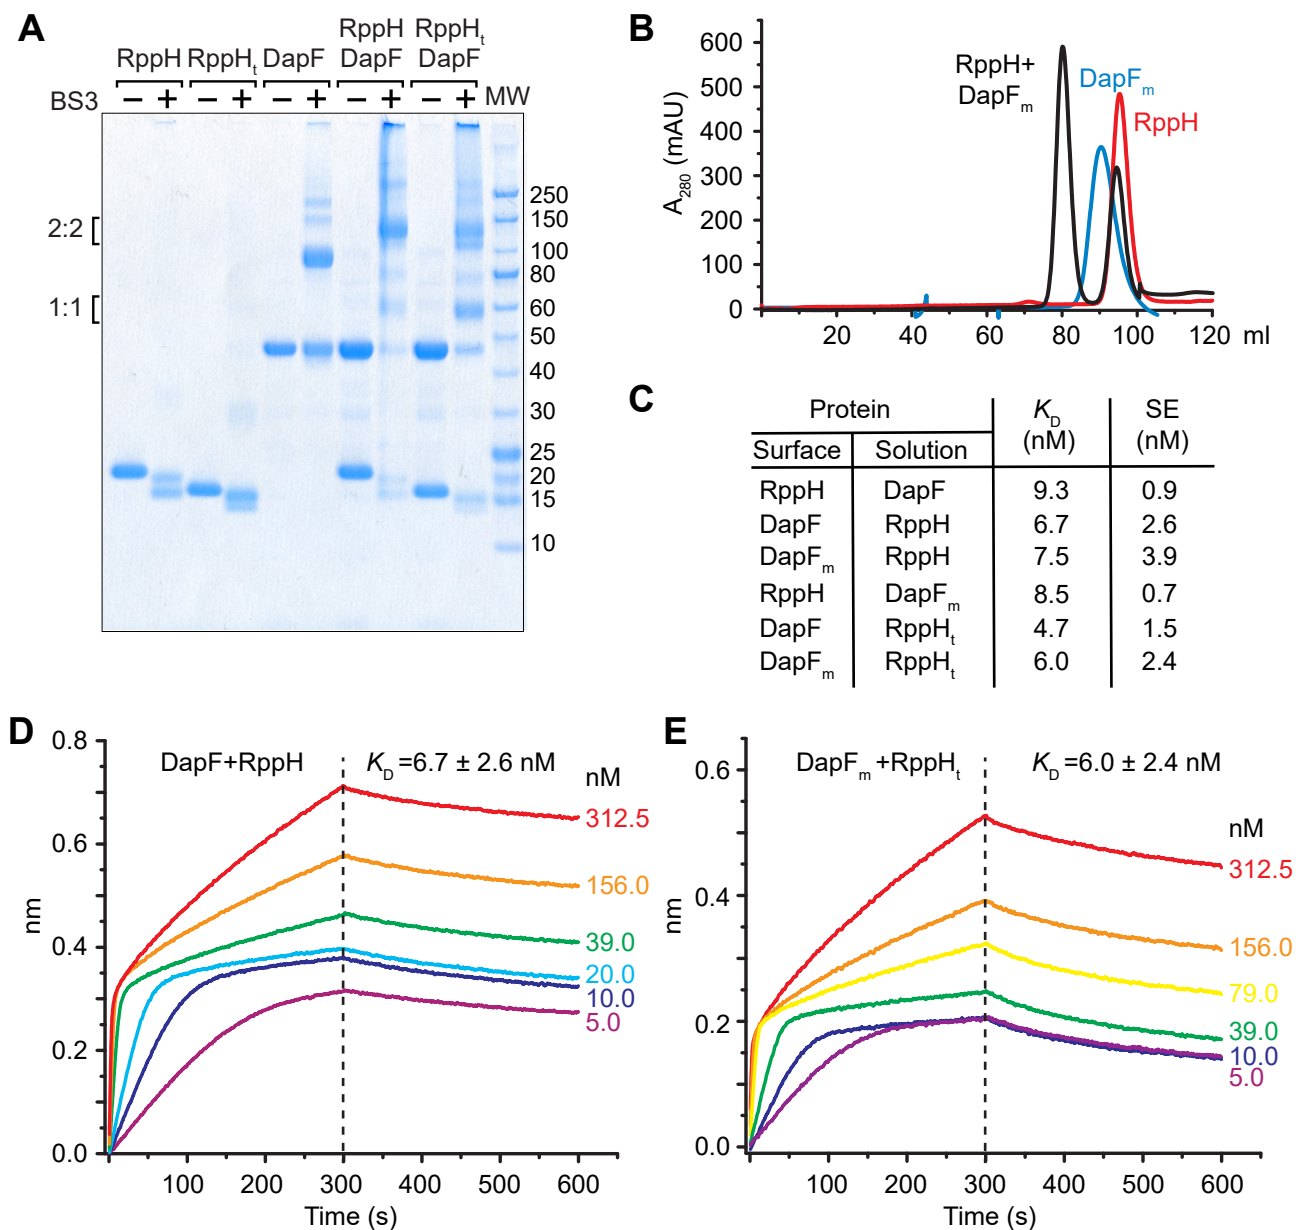 A
RppH RppHt DapF RppH DapF RppHt DapF
BS3 − + − + − + − + − + MW
250
150
100
80
60
50
40
30
25
20
15
10
2:2
1:1
B
A280 (mAU)
600
500
400
300
200
100
0
20 40 60 80 100 120 ml
RppH+
DapFm
DapFm
RppH
C
Protein KD (nM) SE (nM)
Surface Solution
RppH DapF 9.3 0.9
DapF RppH 6.7 2.6
DapFm RppH 7.5 3.9
RppH DapFm 8.5 0.7
DapF RppHt 4.7 1.5
DapFm RppHt 6.0 2.4
D
DapF+RppH KD =6.7 ± 2.6 nM
nM
312.5
156.0
39.0
20.0
10.0
5.0
nm
0.8
0.6
0.4
0.2
0.0
100 200 300 400 500 600
Time (s)
E
DapFm+RppHt KD =6.0 ± 2.4 nM
nM
312.5
156.0
79.0
39.0
10.0
5.0
nm
0.6
0.4
0.2
0.0
100 200 300 400 500 600
Time (s)